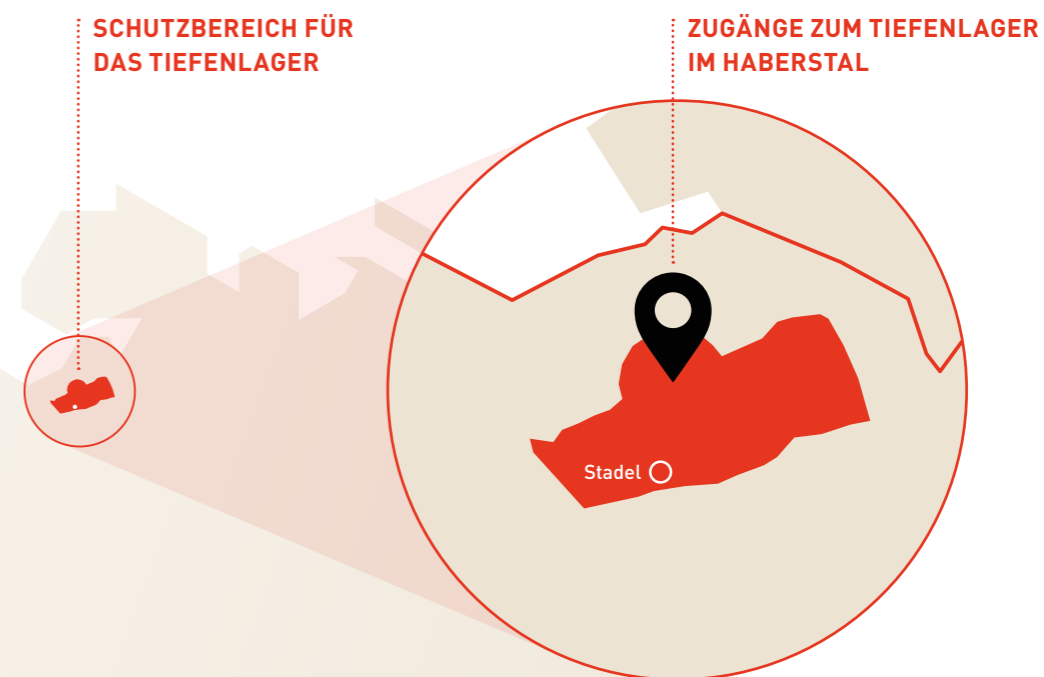 SCHUTZBEREICH FÜR
DAS TIEFENLAGER
ZUGÄNGE ZUM TIEFENLAGER
IM HABERSTAL
Stadel